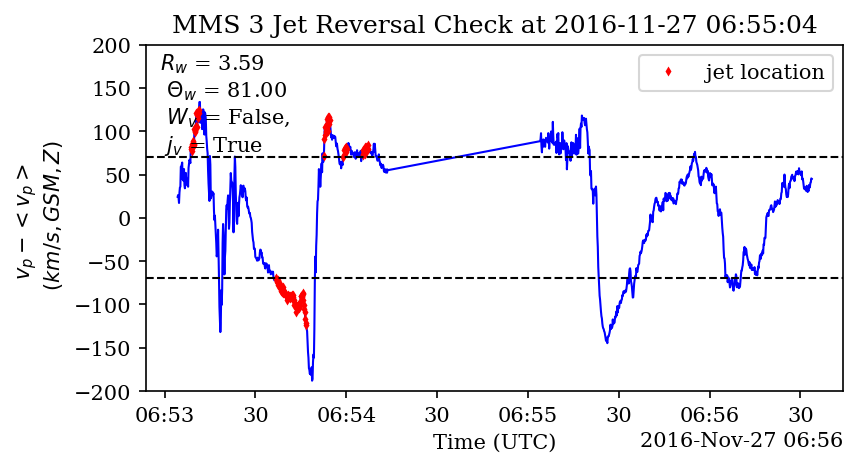 MMS 3 Jet Reversal Check at 2016-11-27 06:55:04
R_w = 3.59
Θ_w = 81.00
W_v = False,
j_v = True
jet location
v_p − < v_p >
(km/s, GSM, Z)
200
150
100
50
0
−50
−100
−150
−200
06:53 30 06:54 30 06:55 30 06:56 30
Time (UTC)
2016-Nov-27 06:56